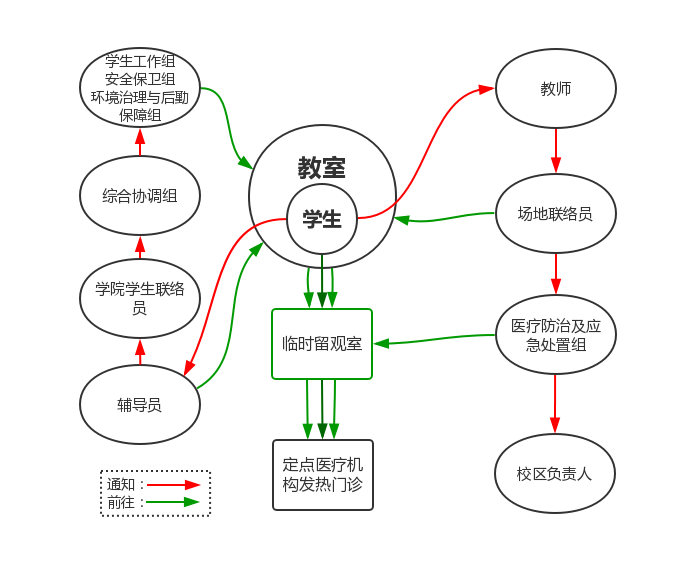 学生工作组
安全保卫组
环境治理与后勤
保障组
综合协调组
学院学生联络
员
辅导员
教室
学生
临时留观室
定点医疗机
构发热门诊
教师
场地联络员
医疗防治及应
急处置组
校区负责人
通知：
前往：